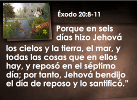 Éxodo 20:8-11
Porque en seis
días hizo Jehová
los cielos y la tierra, el mar, y
todas las cosas que en ellos
hay, y reposó en el séptimo
día; por tanto, Jehová bendijo
el día de reposo y lo santificó."